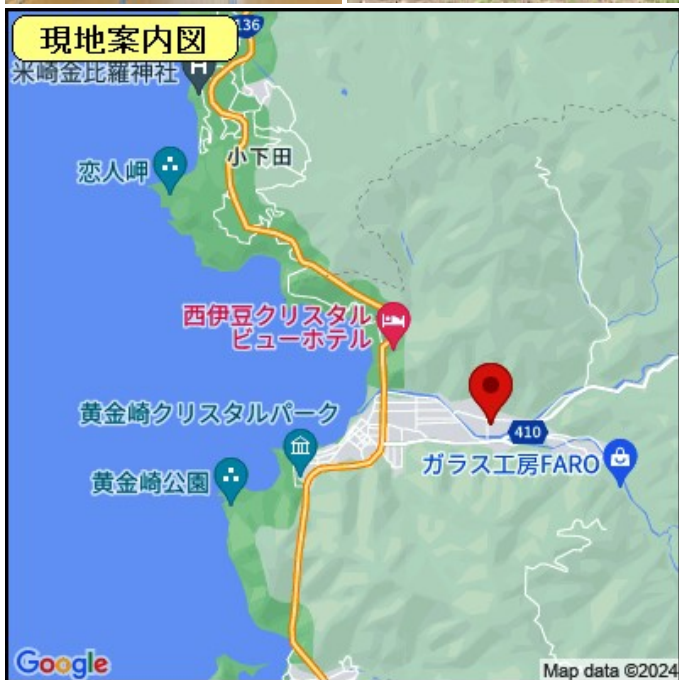 現地案内図
136
米崎金比羅神社
恋人岬
小下田
西伊豆クリスタル
ビューホテル
黄金崎クリスタルパーク
410
ガラス工房FARO
黄金崎公園
Google
Map data ©2024